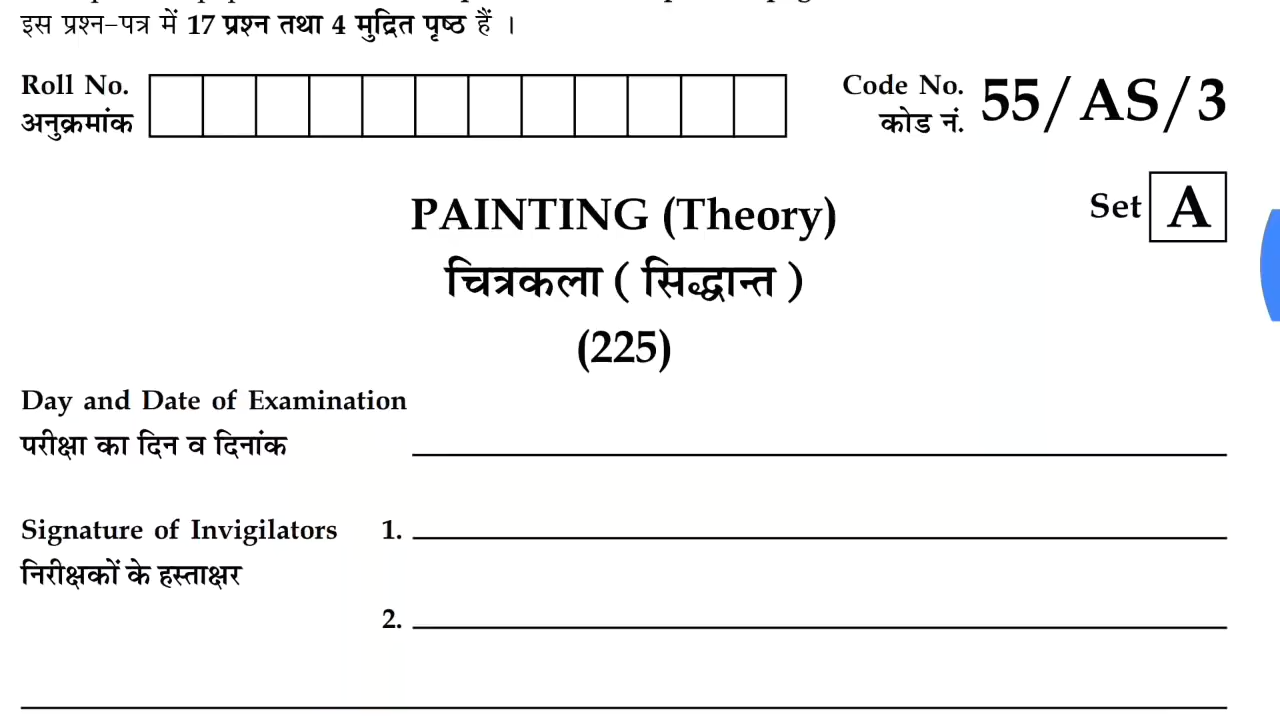 इस प्रश्न-पत्र में 17 प्रश्न तथा 4 मुद्रित पृष्ठ हैं ।
Roll No.
अनुक्रमांक
Code No.
कोड नं.
55/AS/3
Set A
PAINTING (Theory)
चित्रकला ( सिद्धान्त )
(225)
Day and Date of Examination
परीक्षा का दिन व दिनांक
Signature of Invigilators 1.
निरीक्षकों के हस्ताक्षर
2.